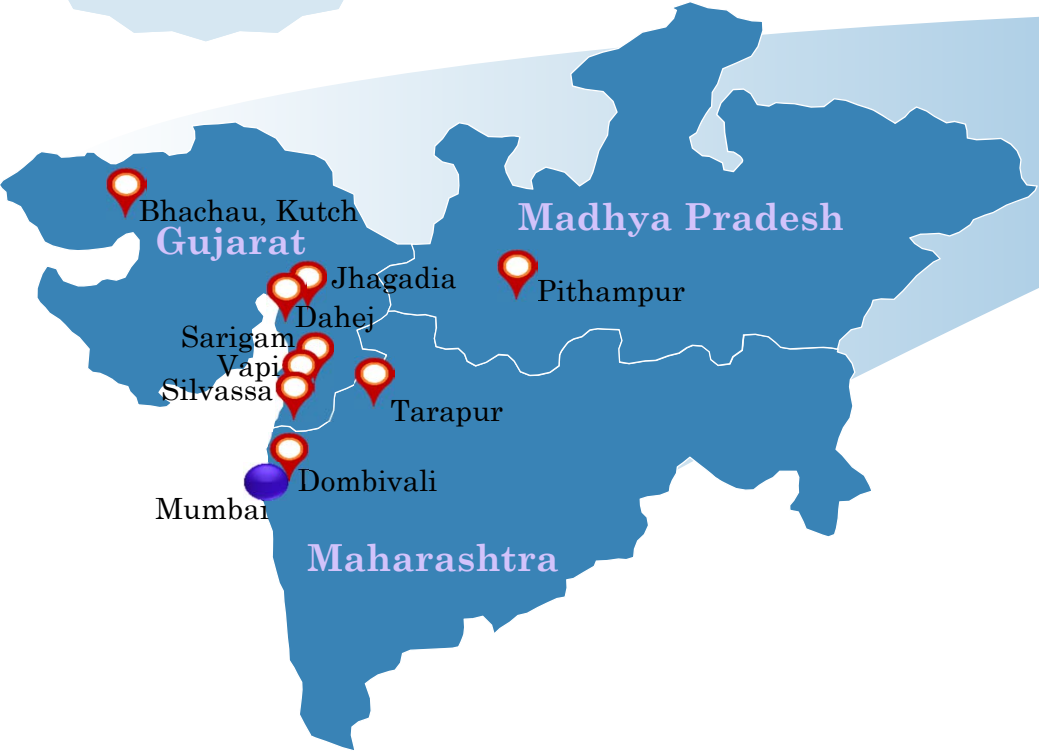 Bhachau, Kutch
Madhya Pradesh
Gujarat
Jhagadia
Pithampur
Dahej
Sarigam
Vapi
Silvassa
Tarapur
Dombivali
Mumbai
Maharashtra